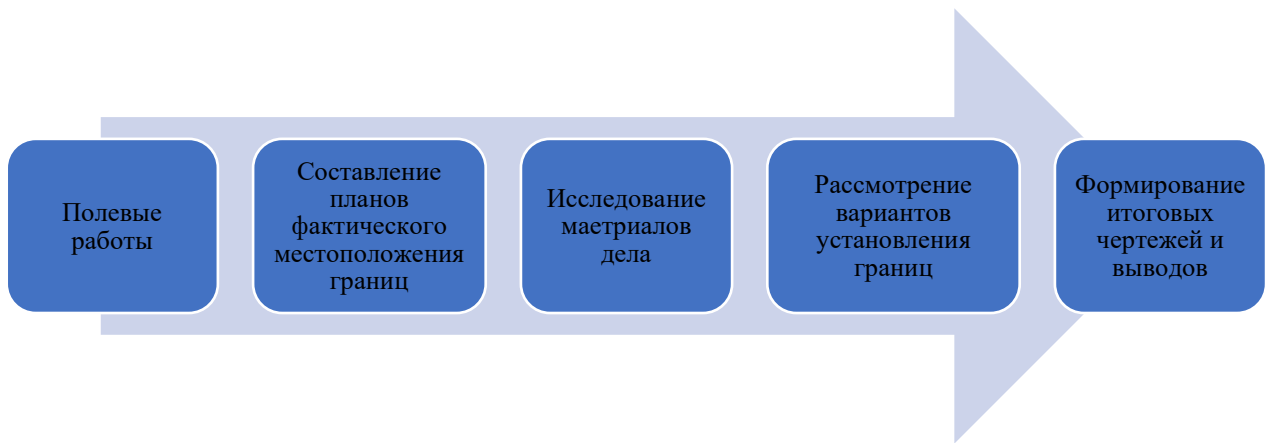 Полевые
работы
Составление
планов
фактического
местоположения
границ
Исследование
маетриалов
дела
Рассмотрение
вариантов
установления
границ
Формирование
итоговых
чертежей и
выводов